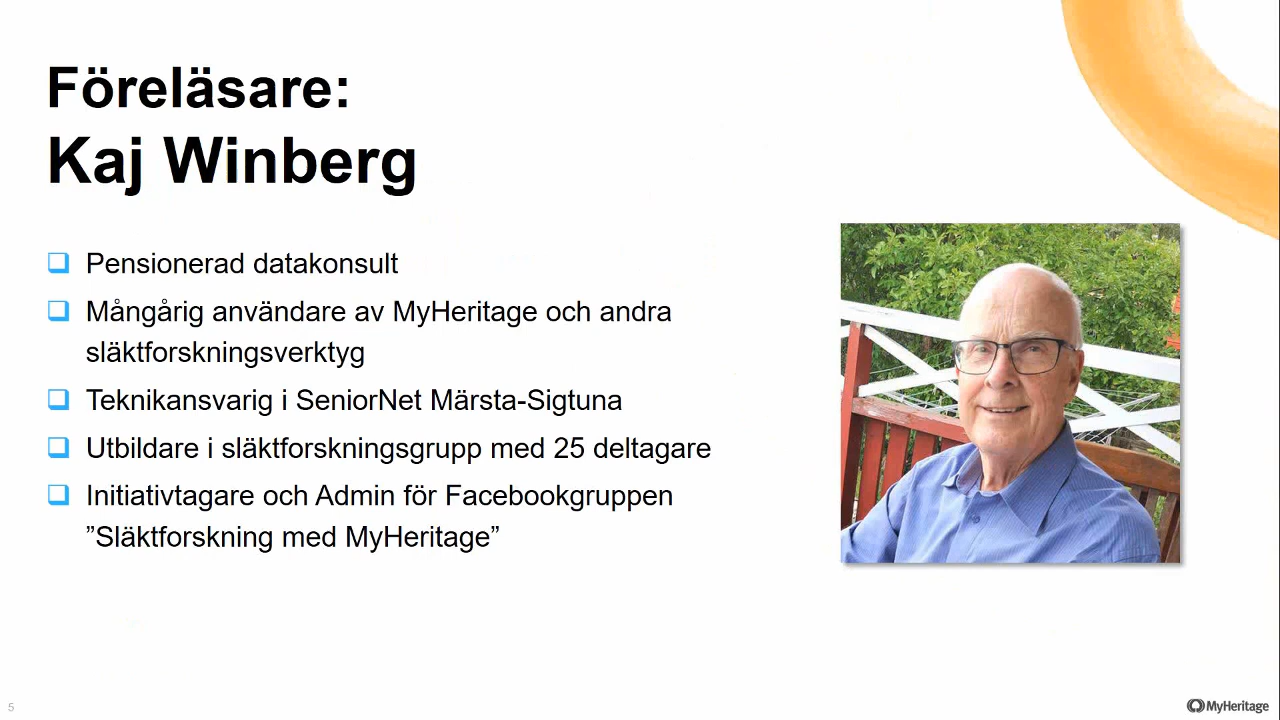 Föreläsare:
Kaj Winberg
Pensionerad datakonsult
Mångårig användare av MyHeritage och andra
släktforskningsverktyg
Teknikansvarig i SeniorNet Märsta-Sigtuna
Utbildare i släktforskningsgrupp med 25 deltagare
Initiativtagare och Admin för Facebookgruppen
”Släktforskning med MyHeritage”
5
MyHeritage